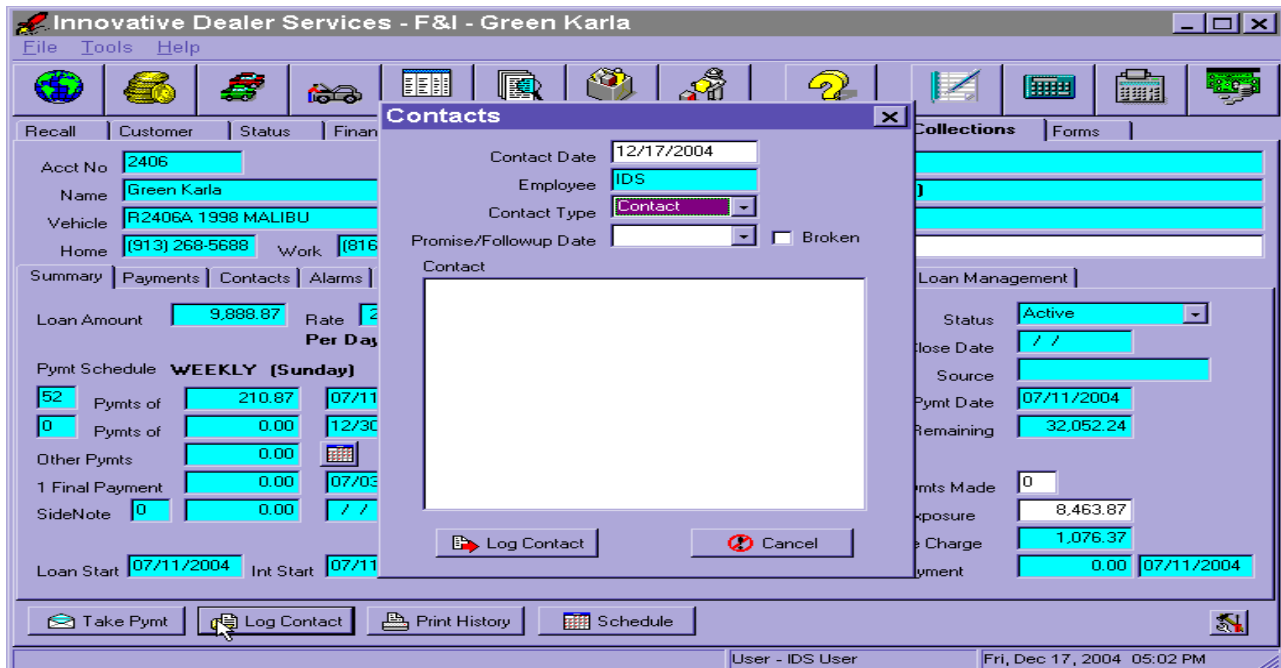 Innovative Dealer Services - F&I - Green Karla
File Tools Help
Recall Customer Status Collections Forms
Contacts
Contact Date 12/17/2004
Employee IDS
Contact Type Contact
Promise/Followup Date Broken
Contact
Log Contact Cancel
Acct No 2406
Name Green Karla
Vehicle R2406A 1998 MALIBU
Home (913) 268-5688 Work (816
Summary Payments Contacts Alarms Loan Management
Loan Amount 9,888.87 Rate 2 Status Active
Per Day lose Date / /
Pymt Schedule WEEKLY (Sunday) Source
52 Pymts of 210.87 07/11 Pymt Date 07/11/2004
0 Pymts of 0.00 12/30 Remaining 32,052.24
Other Pymts 0.00
1 Final Payment 0.00 07/03 mts Made 0
SideNote 0 0.00 / / xposure 8,463.87
e Charge 1,076.37
Loan Start 07/11/2004 Int Start 07/11 yment 0.00 07/11/2004
Take Pymt Log Contact Print History Schedule
User - IDS User Fri, Dec 17, 2004 05:02 PM